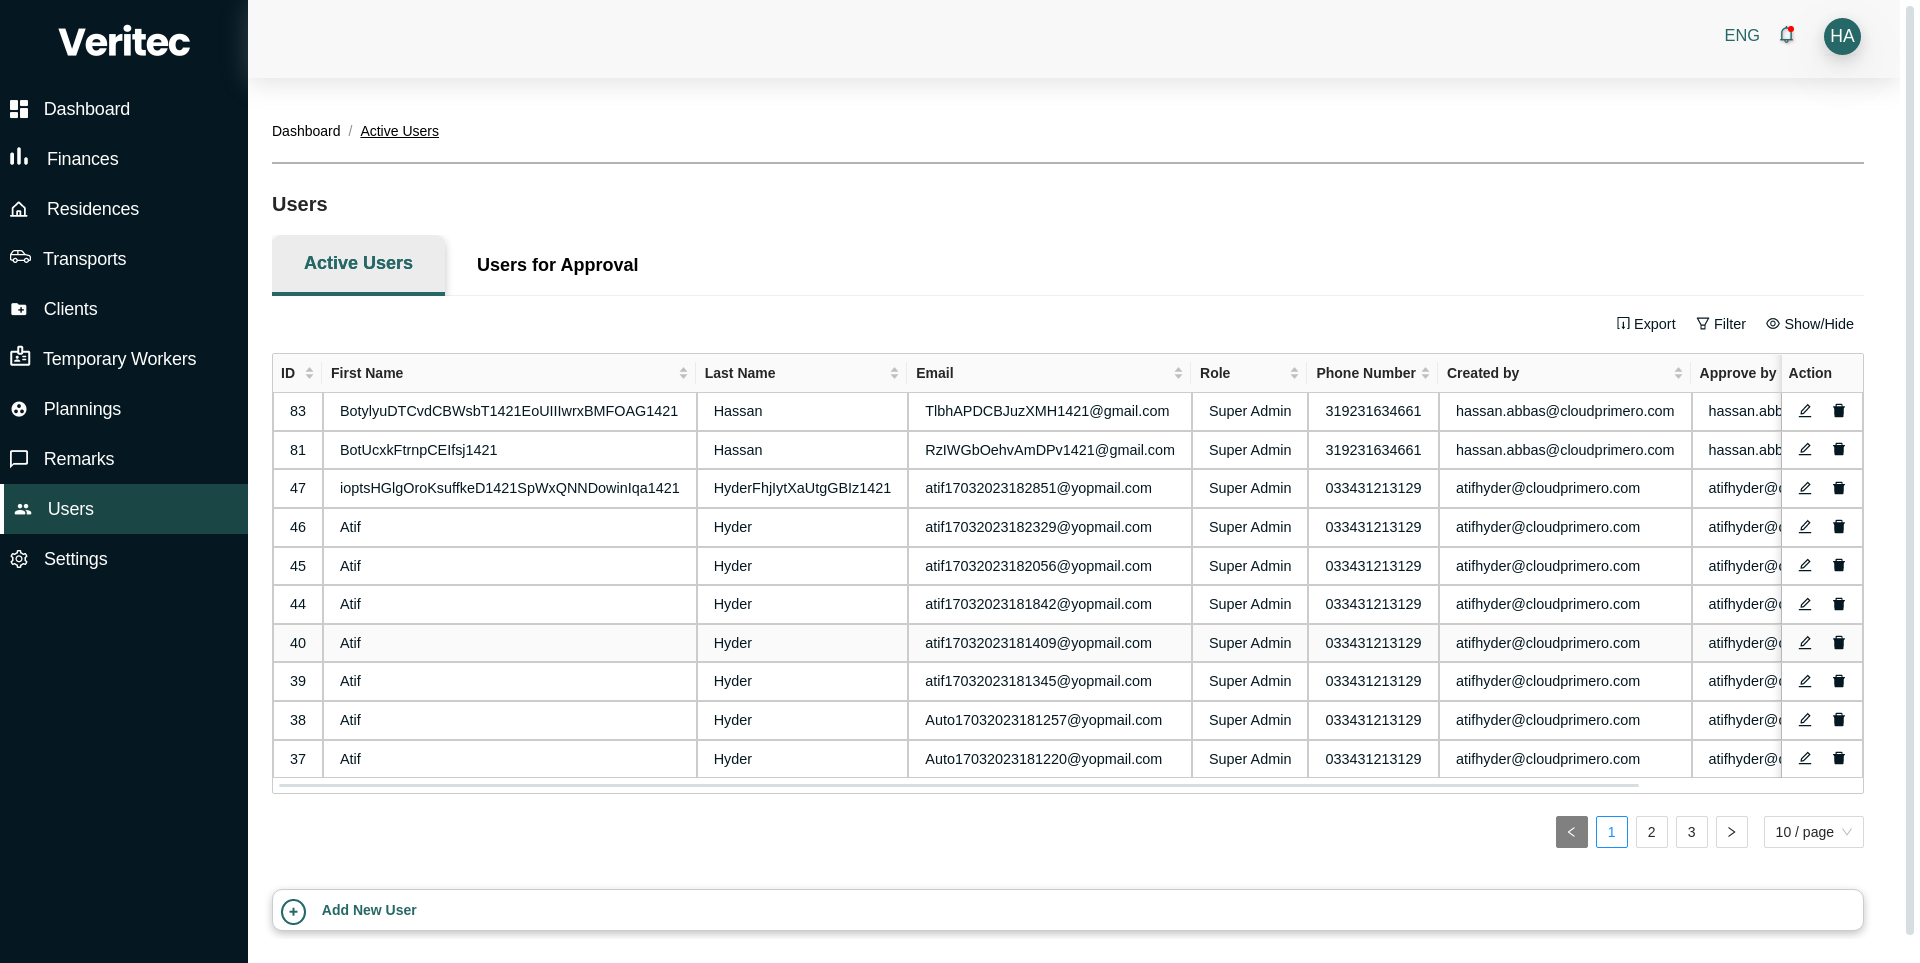 Veritec
ENG HA
Dashboard
Finances
Residences
Transports
Clients
Temporary Workers
Plannings
Remarks
Users
Settings
Dashboard / Active Users
Users
Active Users Users for Approval
Export Filter Show/Hide
ID First Name Last Name Email Role Phone Number Created by Approve by Action
83 BotylyuDTCvdCBWsbT1421EoUIIIwrxBMFOAG1421 Hassan TlbhAPDCBJuzXMH1421@gmail.com Super Admin 319231634661 hassan.abbas@cloudprimero.com hassan.abb
81 BotUcxkFtrnpCEIfsj1421 Hassan RzIWGbOehvAmDPv1421@gmail.com Super Admin 319231634661 hassan.abbas@cloudprimero.com hassan.abb
47 ioptsHGlgOroKsuffkeD1421SpWxQNNDowinIqa1421 HyderFhjIytXaUtgGBIz1421 atif17032023182851@yopmail.com Super Admin 033431213129 atifhyder@cloudprimero.com atifhyder@c
46 Atif Hyder atif17032023182329@yopmail.com Super Admin 033431213129 atifhyder@cloudprimero.com atifhyder@c
45 Atif Hyder atif17032023182056@yopmail.com Super Admin 033431213129 atifhyder@cloudprimero.com atifhyder@c
44 Atif Hyder atif17032023181842@yopmail.com Super Admin 033431213129 atifhyder@cloudprimero.com atifhyder@c
40 Atif Hyder atif17032023181409@yopmail.com Super Admin 033431213129 atifhyder@cloudprimero.com atifhyder@c
39 Atif Hyder atif17032023181345@yopmail.com Super Admin 033431213129 atifhyder@cloudprimero.com atifhyder@c
38 Atif Hyder Auto17032023181257@yopmail.com Super Admin 033431213129 atifhyder@cloudprimero.com atifhyder@c
37 Atif Hyder Auto17032023181220@yopmail.com Super Admin 033431213129 atifhyder@cloudprimero.com atifhyder@c
1 2 3 10 / page
Add New User